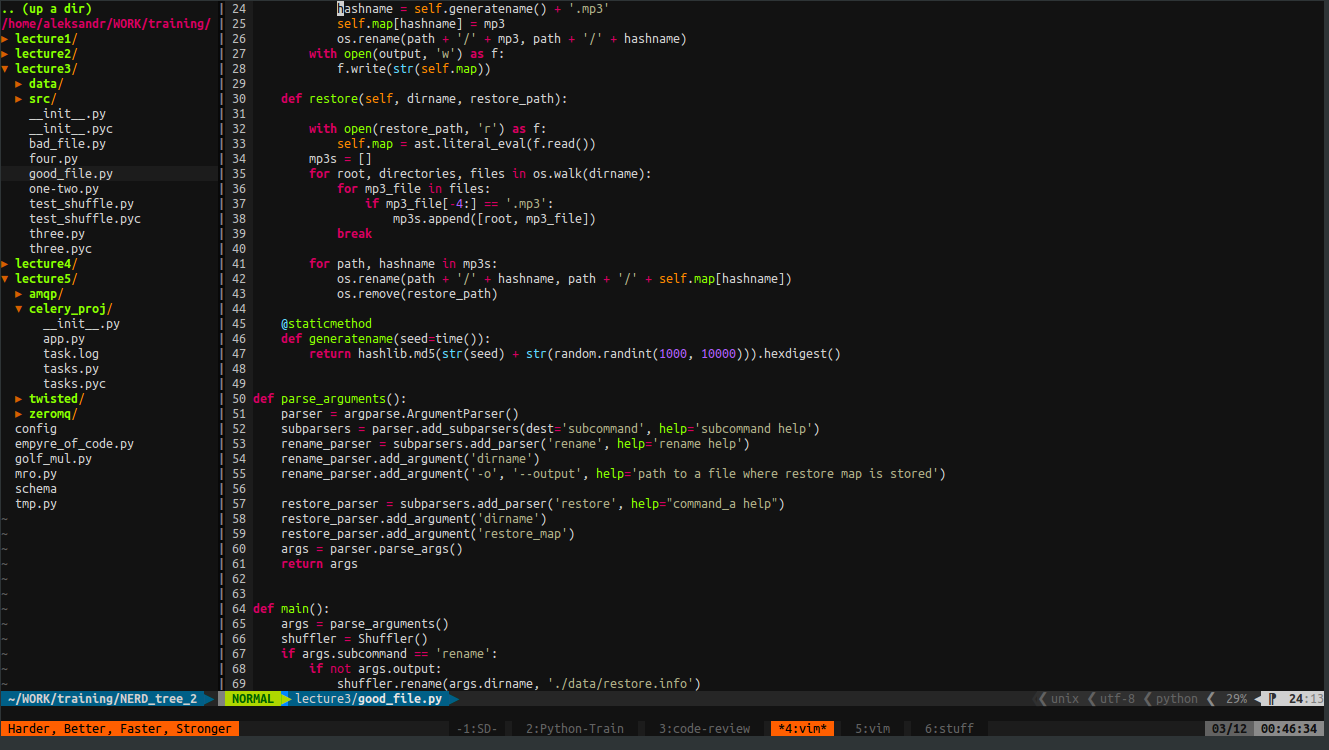 .. (up a dir)
/home/aleksandr/WORK/training/
▸ lecture1/
▸ lecture2/
▾ lecture3/
▸ data/
▸ src/
__init__.py
__init__.pyc
bad_file.py
four.py
good_file.py
one-two.py
test_shuffle.py
test_shuffle.pyc
three.py
three.pyc
▸ lecture4/
▾ lecture5/
▸ amqp/
▾ celery_proj/
__init__.py
app.py
task.log
tasks.py
tasks.pyc
▸ twisted/
▸ zeromq/
config
empyre_of_code.py
golf_mul.py
mro.py
schema
tmp.py
~
~
~
~
~
~
~
~
~
~
~
24             hashname = self.generatename() + '.mp3'
25             self.map[hashname] = mp3
26             os.rename(path + '/' + mp3, path + '/' + hashname)
27         with open(output, 'w') as f:
28             f.write(str(self.map))
29
30     def restore(self, dirname, restore_path):
31
32         with open(restore_path, 'r') as f:
33             self.map = ast.literal_eval(f.read())
34         mp3s = []
35         for root, directories, files in os.walk(dirname):
36             for mp3_file in files:
37                 if mp3_file[-4:] == '.mp3':
38                     mp3s.append([root, mp3_file])
39             break
40
41         for path, hashname in mp3s:
42             os.rename(path + '/' + hashname, path + '/' + self.map[hashname])
43             os.remove(restore_path)
44
45     @staticmethod
46     def generatename(seed=time()):
47         return hashlib.md5(str(seed) + str(random.randint(1000, 10000))).hexdigest()
48
49
50 def parse_arguments():
51     parser = argparse.ArgumentParser()
52     subparsers = parser.add_subparsers(dest='subcommand', help='subcommand help')
53     rename_parser = subparsers.add_parser('rename', help='rename help')
54     rename_parser.add_argument('dirname')
55     rename_parser.add_argument('-o', '--output', help='path to a file where restore map is stored')
56
57     restore_parser = subparsers.add_parser('restore', help="command_a help")
58     restore_parser.add_argument('dirname')
59     restore_parser.add_argument('restore_map')
60     args = parser.parse_args()
61     return args
62
63
64 def main():
65     args = parse_arguments()
66     shuffler = Shuffler()
67     if args.subcommand == 'rename':
68         if not args.output:
69             shuffler.rename(args.dirname, './data/restore.info')
~/WORK/training/NERD_tree_2 NORMAL lecture3/good_file.py unix utf-8 python 29% 24:13
Harder, Better, Faster, Stronger -1:SD- 2:Python-Train 3:code-review *4:vim* 5:vim 6:stuff 03/12 00:46:34